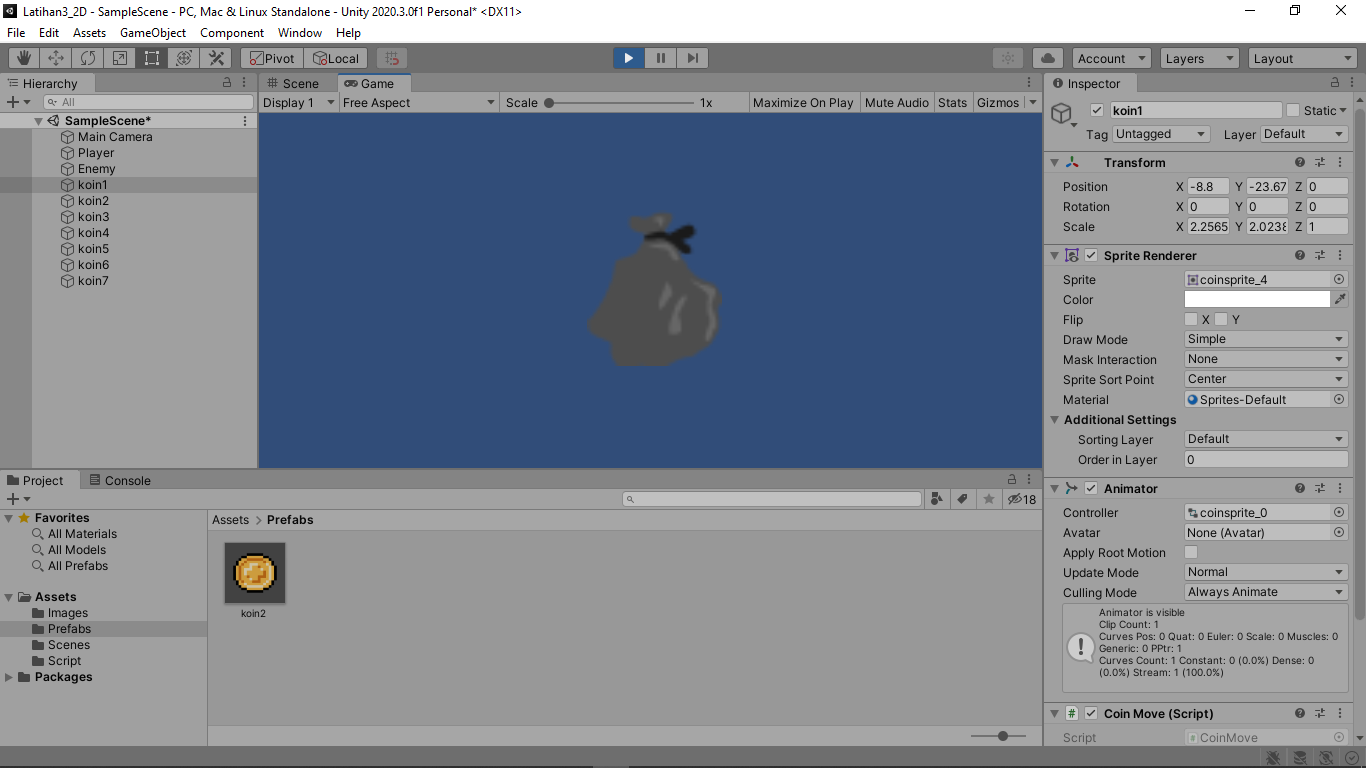 Latihan3_2D - SampleScene - PC, Mac & Linux Standalone - Unity 2020.3.0f1 Personal* <DX11>
File Edit Assets GameObject Component Window Help
Pivot Local Account Layers Layout
Hierarchy
All
SampleScene*
Main Camera
Player
Enemy
koin1
koin2
koin3
koin4
koin5
koin6
koin7
Scene Game
Display 1 Free Aspect Scale 1x Maximize On Play Mute Audio Stats Gizmos
Inspector
koin1 Static
Tag Untagged Layer Default
Transform
Position X -8.8 Y -23.67 Z 0
Rotation X 0 Y 0 Z 0
Scale X 2.2565 Y 2.0238 Z 1
Sprite Renderer
Sprite coinsprite_4
Color
Flip X Y
Draw Mode Simple
Mask Interaction None
Sprite Sort Point Center
Material Sprites-Default
Additional Settings
Sorting Layer Default
Order in Layer 0
Animator
Controller coinsprite_0
Avatar None (Avatar)
Apply Root Motion
Update Mode Normal
Culling Mode Always Animate
Animator is visible
Clip Count: 1
Curves Pos: 0 Quat: 0 Euler: 0 Scale: 0 Muscles: 0
Generic: 0 PPtr: 1
Curves Count: 1 Constant: 0 (0.0%) Dense: 0
(0.0%) Stream: 1 (100.0%)
Coin Move (Script)
Script CoinMove
Project Console
18
Favorites
All Materials
All Models
All Prefabs
Assets
Images
Prefabs
Scenes
Script
Packages
Assets > Prefabs
koin2